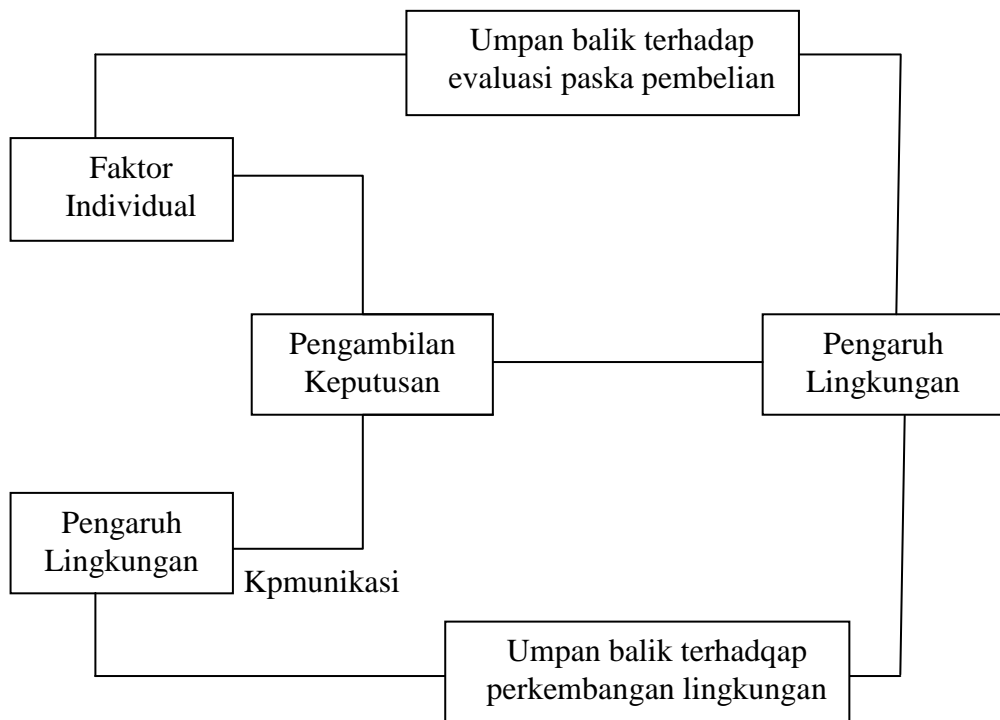 Umpan balik terhadap
evaluasi paska pembelian
Faktor
Individual
Pengambilan
Keputusan
Pengaruh
Lingkungan
Pengaruh
Lingkungan
Kpmunikasi
Umpan balik terhadqap
perkembangan lingkungan